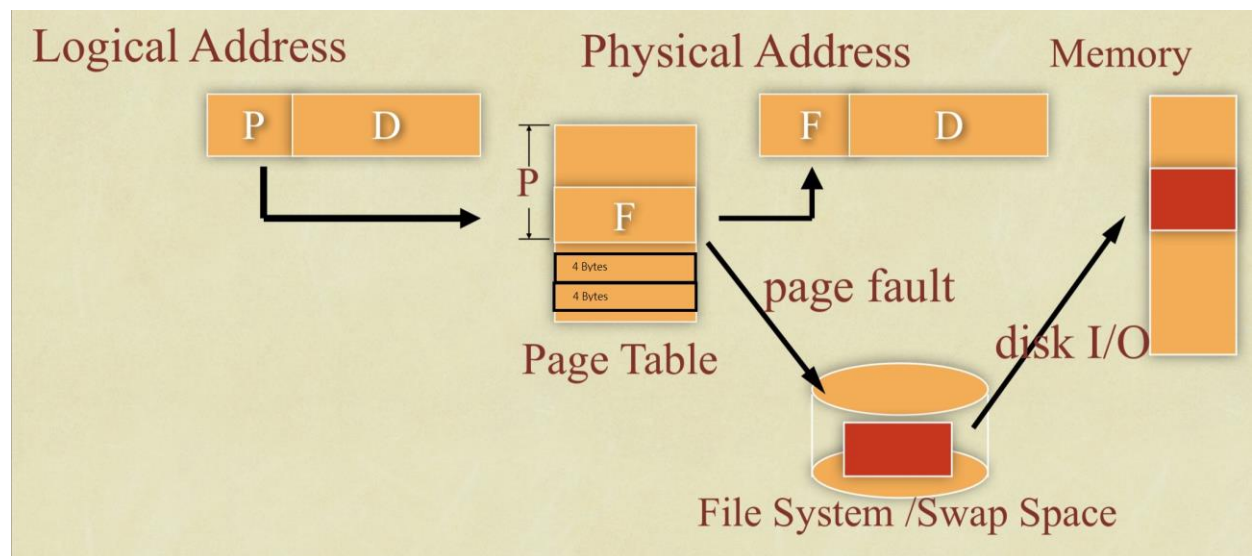 Logical Address
Physical Address
Memory
P D
F D
P
F
4 Bytes
4 Bytes
page fault
disk I/O
Page Table
File System /Swap Space